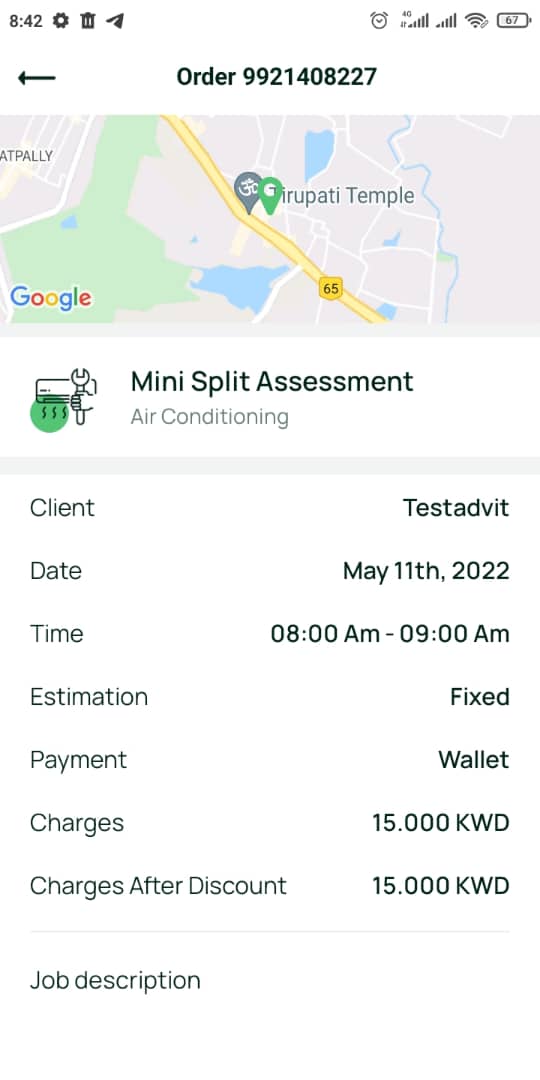 8:42
4G
67
Order 9921408227
ATPALLY
Tirupati Temple
Google
65
Mini Split Assessment
Air Conditioning
Client Testadvit
Date May 11th, 2022
Time 08:00 Am - 09:00 Am
Estimation Fixed
Payment Wallet
Charges 15.000 KWD
Charges After Discount 15.000 KWD
Job description